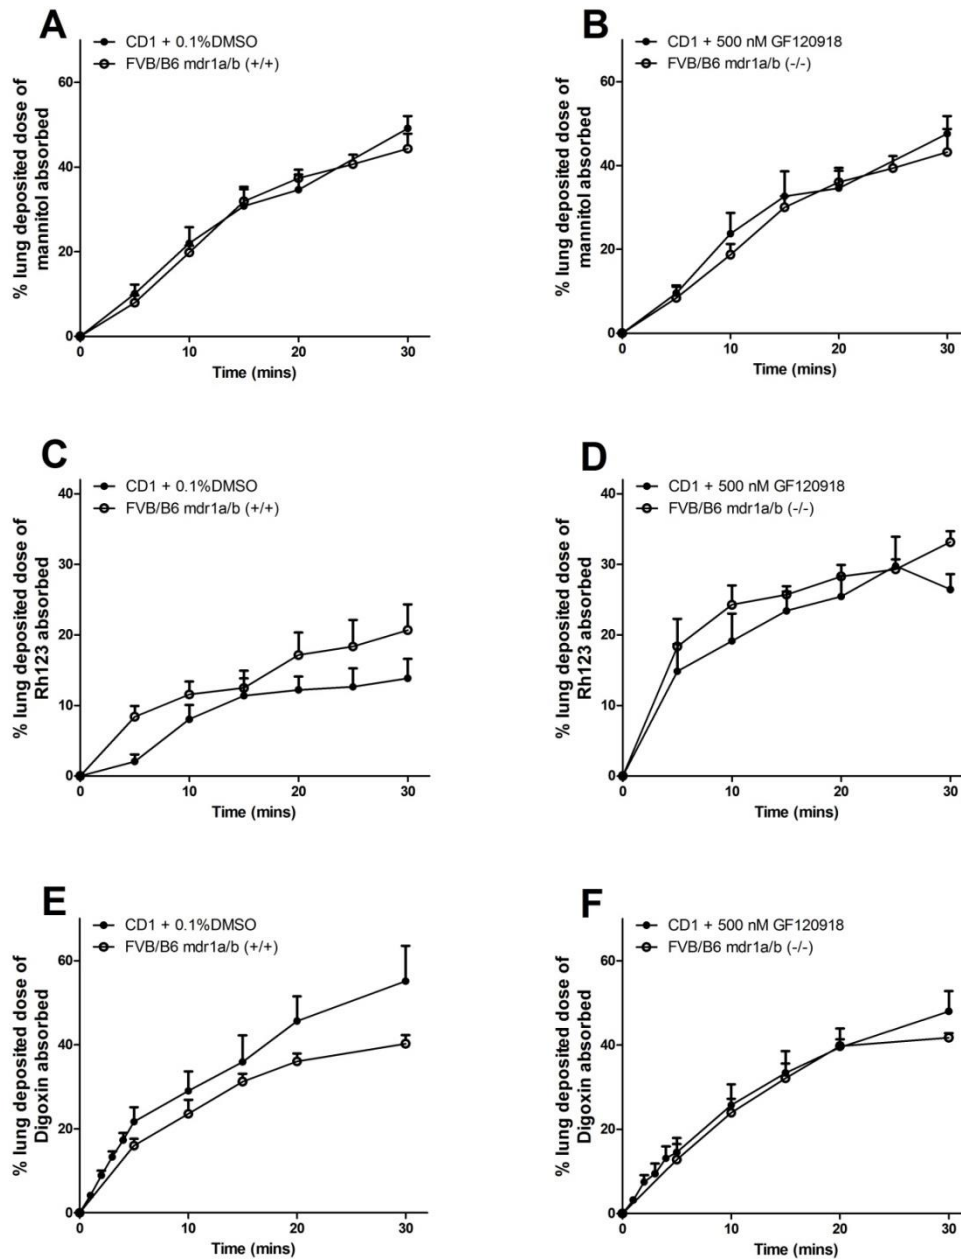 A
CD1 + 0.1%DMSO
FVB/B6 mdr1a/b (+/+)
% lung deposited dose of
mannitol absorbed
60
40
20
0
0 10 20 30
Time (mins)
B
CD1 + 500 nM GF120918
FVB/B6 mdr1a/b (-/-)
% lung deposited dose of
mannitol absorbed
60
40
20
0
0 10 20 30
Time (mins)
C
CD1 + 0.1%DMSO
FVB/B6 mdr1a/b (+/+)
% lung deposited dose of
Rh123 absorbed
40
30
20
10
0
0 10 20 30
Time (mins)
D
CD1 + 500 nM GF120918
FVB/B6 mdr1a/b (-/-)
% lung deposited dose of
Rh123 absorbed
40
30
20
10
0
0 10 20 30
Time (mins)
E
CD1 + 0.1%DMSO
FVB/B6 mdr1a/b (+/+)
% lung deposited dose of
Digoxin absorbed
60
40
20
0
0 10 20 30
Time (mins)
F
CD1 + 500 nM GF120918
FVB/B6 mdr1a/b (-/-)
% lung deposited dose of
Digoxin absorbed
60
40
20
0
0 10 20 30
Time (mins)